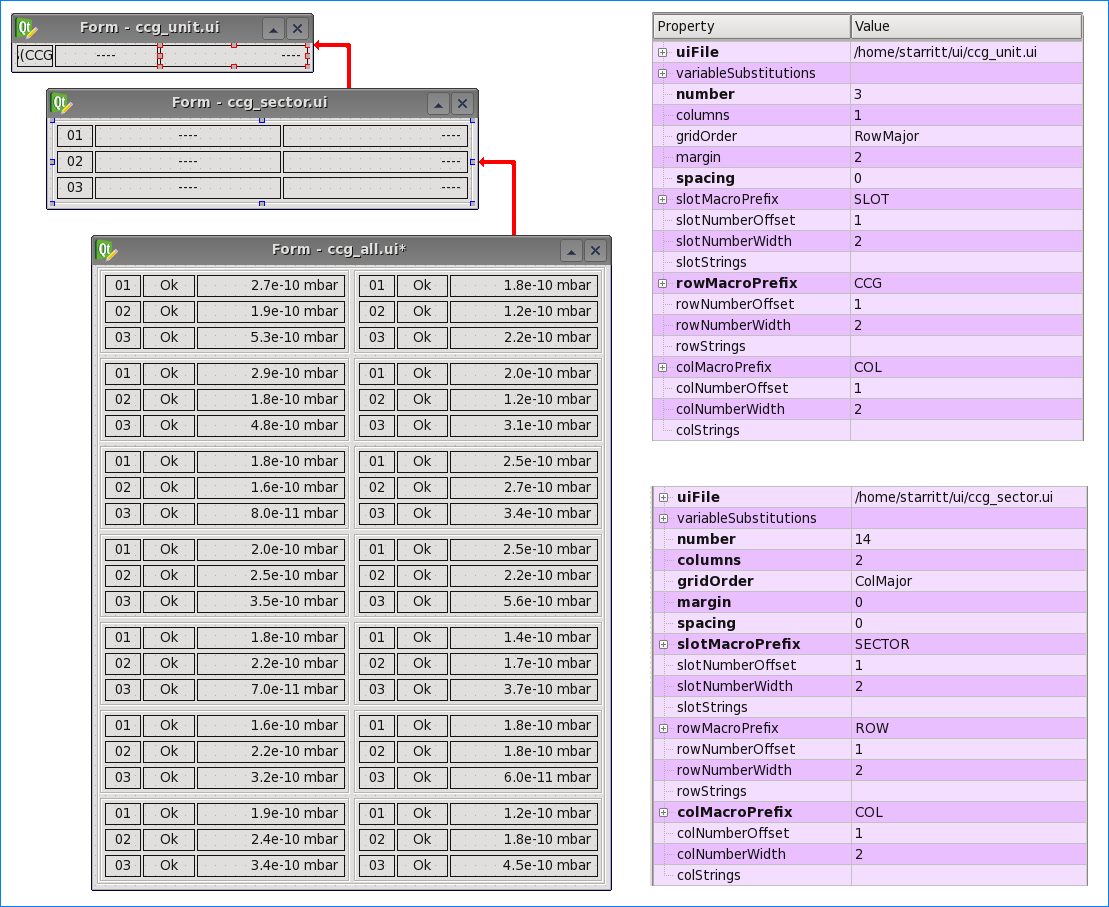 Qt Form - ccg_unit.ui
(CCG ---- ----
Qt Form - ccg_sector.ui
01 ---- ----
02 ---- ----
03 ---- ----
Qt Form - ccg_all.ui*
01 Ok 2.7e-10 mbar 01 Ok 1.8e-10 mbar
02 Ok 1.9e-10 mbar 02 Ok 1.2e-10 mbar
03 Ok 5.3e-10 mbar 03 Ok 2.2e-10 mbar
01 Ok 2.9e-10 mbar 01 Ok 2.0e-10 mbar
02 Ok 1.8e-10 mbar 02 Ok 1.2e-10 mbar
03 Ok 4.8e-10 mbar 03 Ok 3.1e-10 mbar
01 Ok 1.8e-10 mbar 01 Ok 2.5e-10 mbar
02 Ok 1.6e-10 mbar 02 Ok 2.7e-10 mbar
03 Ok 8.0e-11 mbar 03 Ok 3.4e-10 mbar
01 Ok 2.0e-10 mbar 01 Ok 2.5e-10 mbar
02 Ok 2.5e-10 mbar 02 Ok 2.2e-10 mbar
03 Ok 3.5e-10 mbar 03 Ok 5.6e-10 mbar
01 Ok 1.8e-10 mbar 01 Ok 1.4e-10 mbar
02 Ok 2.2e-10 mbar 02 Ok 1.7e-10 mbar
03 Ok 7.0e-11 mbar 03 Ok 3.7e-10 mbar
01 Ok 1.6e-10 mbar 01 Ok 1.8e-10 mbar
02 Ok 2.2e-10 mbar 02 Ok 1.8e-10 mbar
03 Ok 3.2e-10 mbar 03 Ok 6.0e-11 mbar
01 Ok 1.9e-10 mbar 01 Ok 1.2e-10 mbar
02 Ok 2.4e-10 mbar 02 Ok 1.8e-10 mbar
03 Ok 3.4e-10 mbar 03 Ok 4.5e-10 mbar
Property Value
uiFile /home/starritt/ui/ccg_unit.ui
variableSubstitutions
number 3
columns 1
gridOrder RowMajor
margin 2
spacing 0
slotMacroPrefix SLOT
slotNumberOffset 1
slotNumberWidth 2
slotStrings
rowMacroPrefix CCG
rowNumberOffset 1
rowNumberWidth 2
rowStrings
colMacroPrefix COL
colNumberOffset 1
colNumberWidth 2
colStrings
uiFile /home/starritt/ui/ccg_sector.ui
variableSubstitutions
number 14
columns 2
gridOrder ColMajor
margin 0
spacing 0
slotMacroPrefix SECTOR
slotNumberOffset 1
slotNumberWidth 2
slotStrings
rowMacroPrefix ROW
rowNumberOffset 1
rowNumberWidth 2
rowStrings
colMacroPrefix COL
colNumberOffset 1
colNumberWidth 2
colStrings